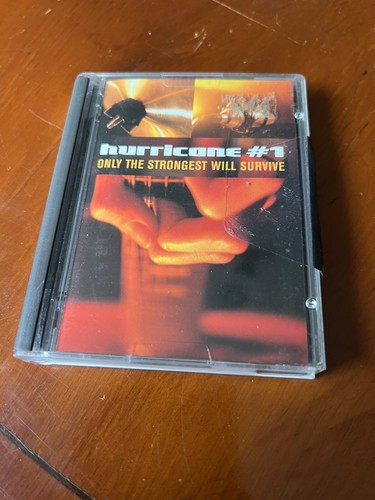 hurricane #1
ONLY THE STRONGEST WILL SURVIVE